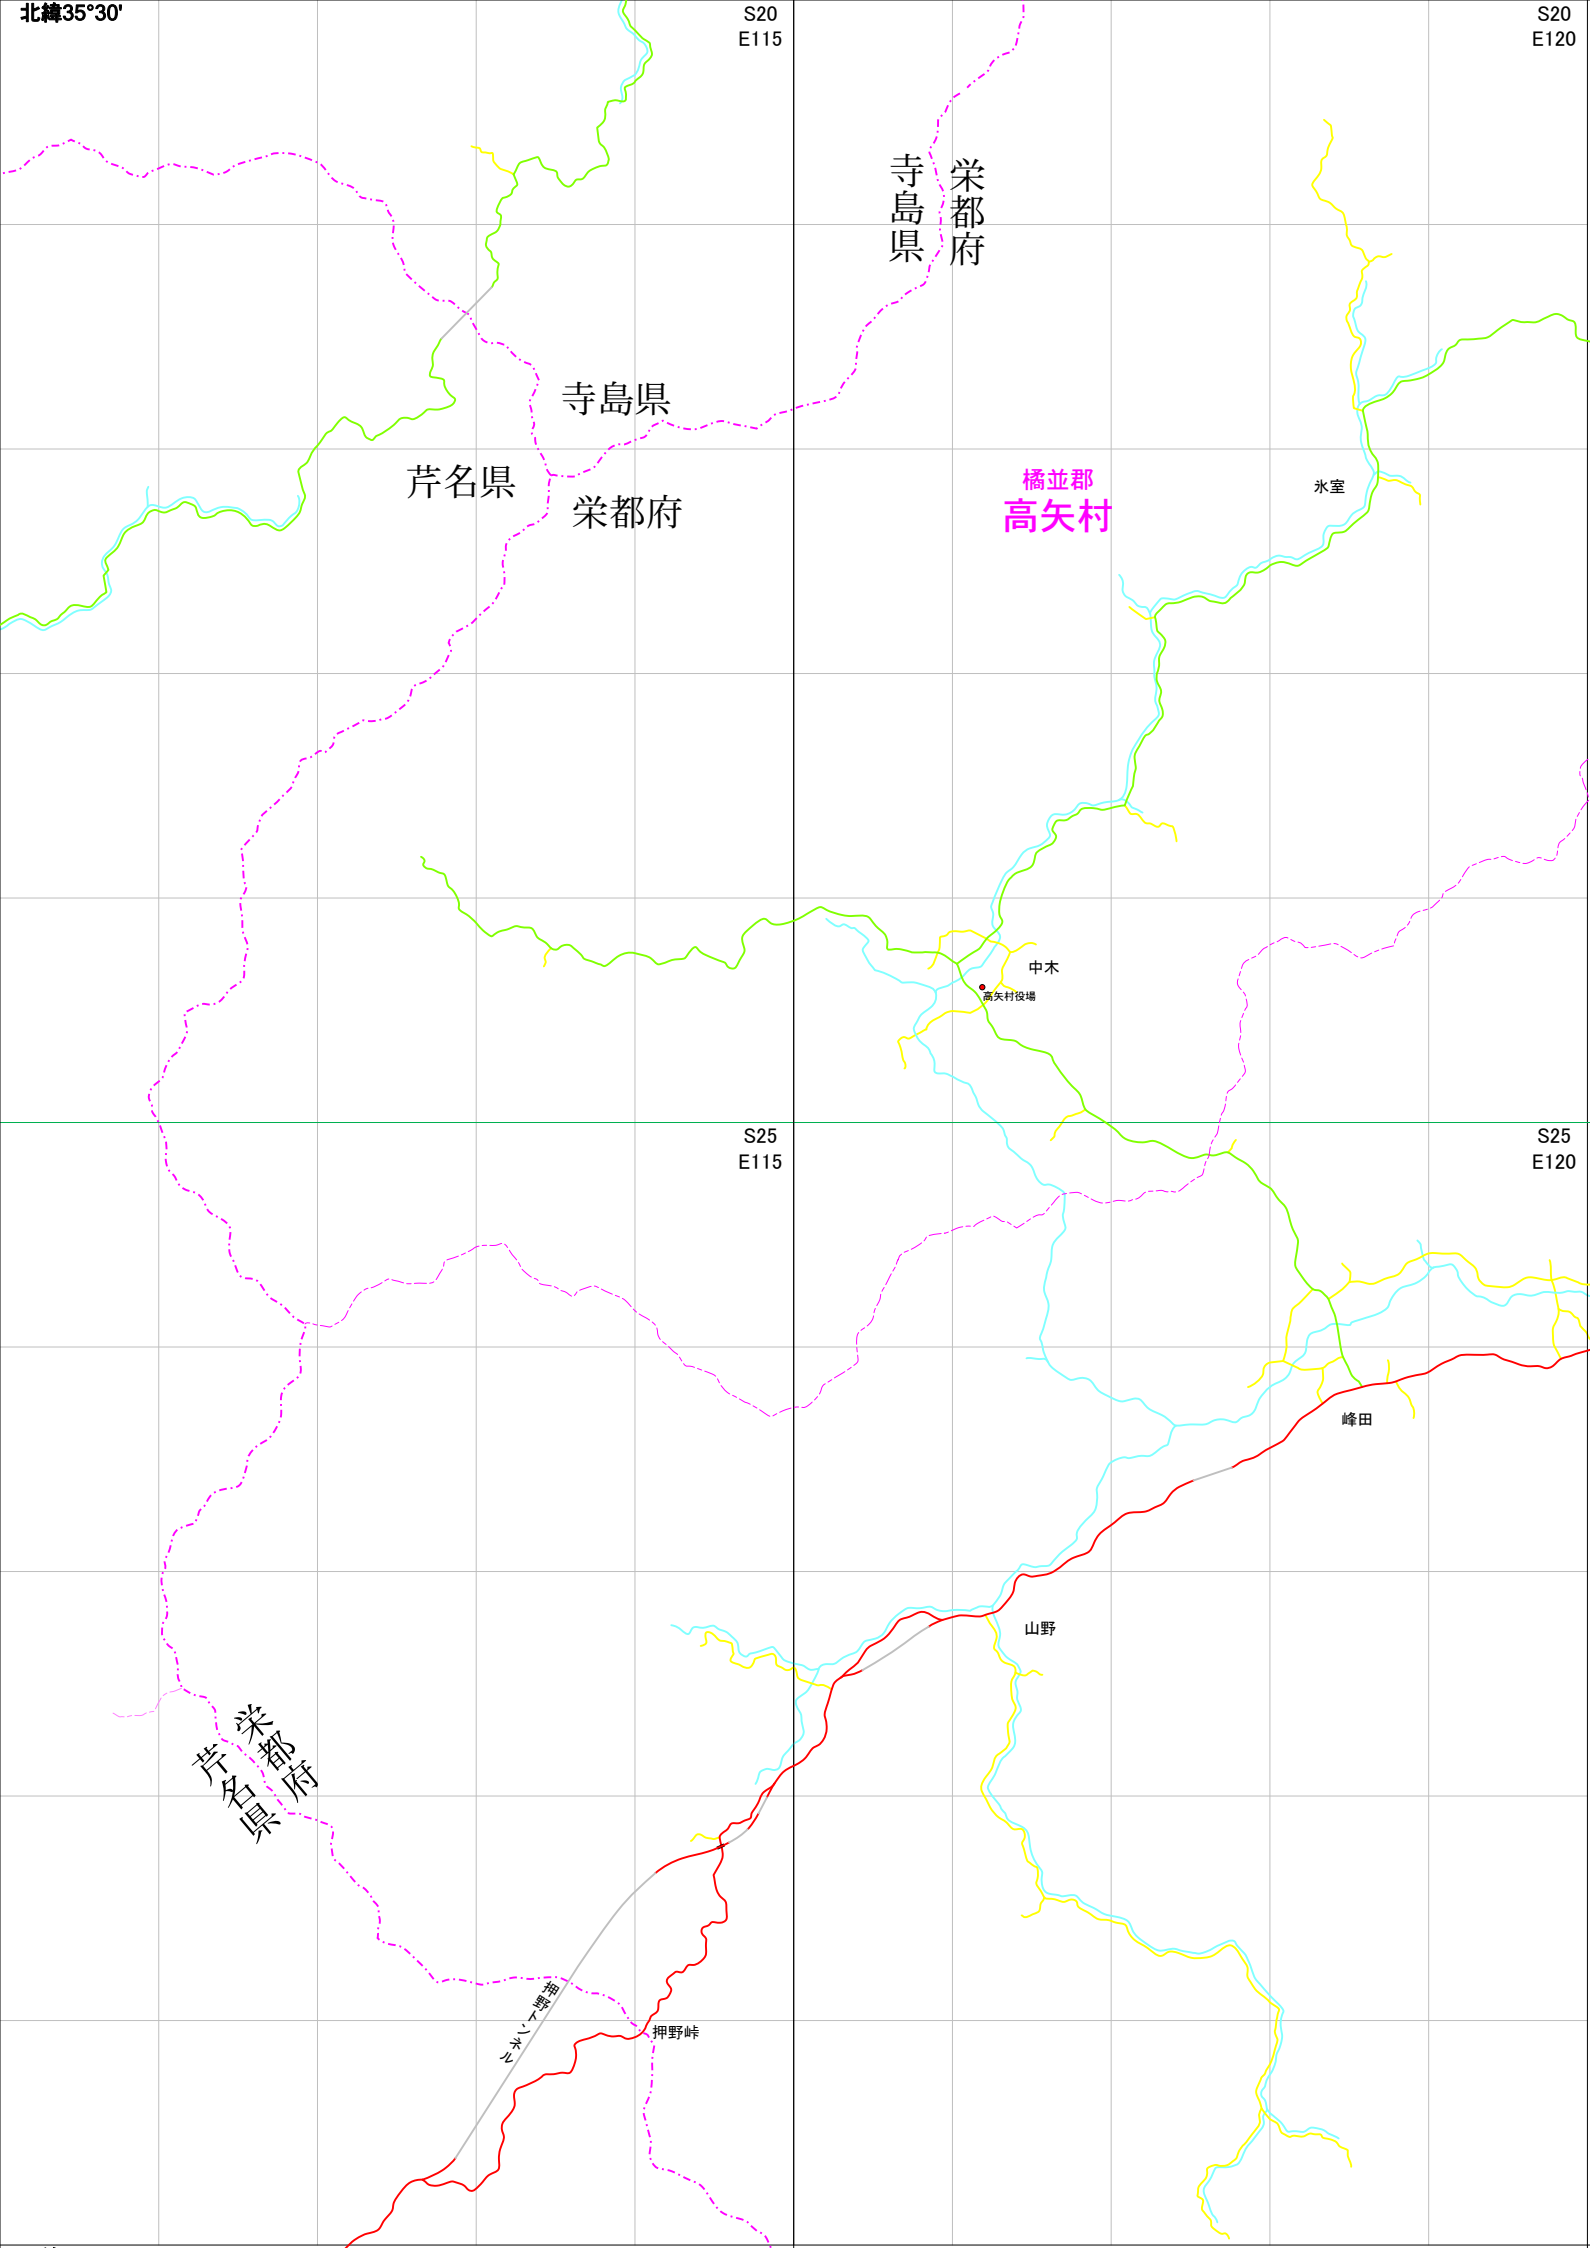 北緯35°30'
S20
E115
S20
E120
寺島県
栄都府
寺島県
芹名県
栄都府
橘並郡
高矢村
氷室
中木
高矢村役場
S25
E115
S25
E120
峰田
山野
栄都府
芹名県
押野トンネル
押野峠